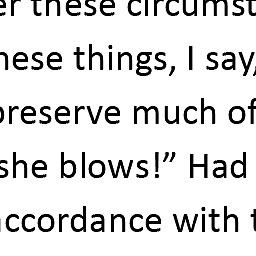 er these circumst
hese things, I say,
preserve much of
she blows!” Had
accordance with t